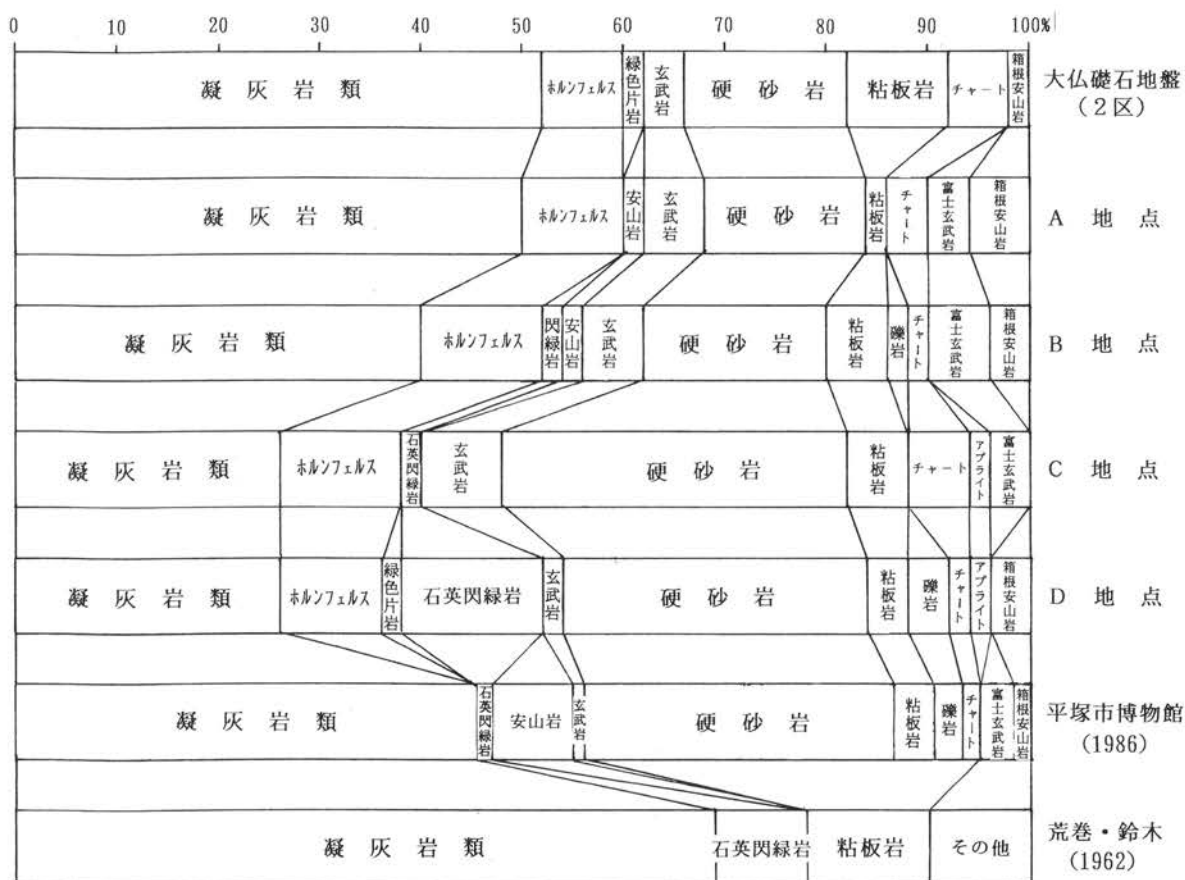 0 10 20 30 40 50 60 70 80 90 100%
凝灰岩類 ホルンフェルス 緑色片岩 玄武岩 硬砂岩 粘板岩 チャート 箱根安山岩 大仏礎石地盤
(2区)
凝灰岩類 ホルンフェルス 安山岩 玄武岩 硬砂岩 粘板岩 チャート 富士玄武岩 箱根安山岩 A 地点
凝灰岩類 ホルンフェルス 閃緑岩 安山岩 玄武岩 硬砂岩 粘板岩 礫岩 チャート 富士玄武岩 箱根安山岩 B 地点
凝灰岩類 ホルンフェルス 石英閃緑岩 玄武岩 硬砂岩 粘板岩 チャート アプライト 富士玄武岩 C 地点
凝灰岩類 ホルンフェルス 緑色片岩 石英閃緑岩 玄武岩 硬砂岩 粘板岩 礫岩 チャート アプライト 箱根安山岩 D 地点
凝灰岩類 石英閃緑岩 安山岩 玄武岩 硬砂岩 粘板岩 礫岩 チャート 富士玄武岩 箱根安山岩 平塚市博物館
(1986)
凝灰岩類 石英閃緑岩 粘板岩 その他 荒巻・鈴木
(1962)